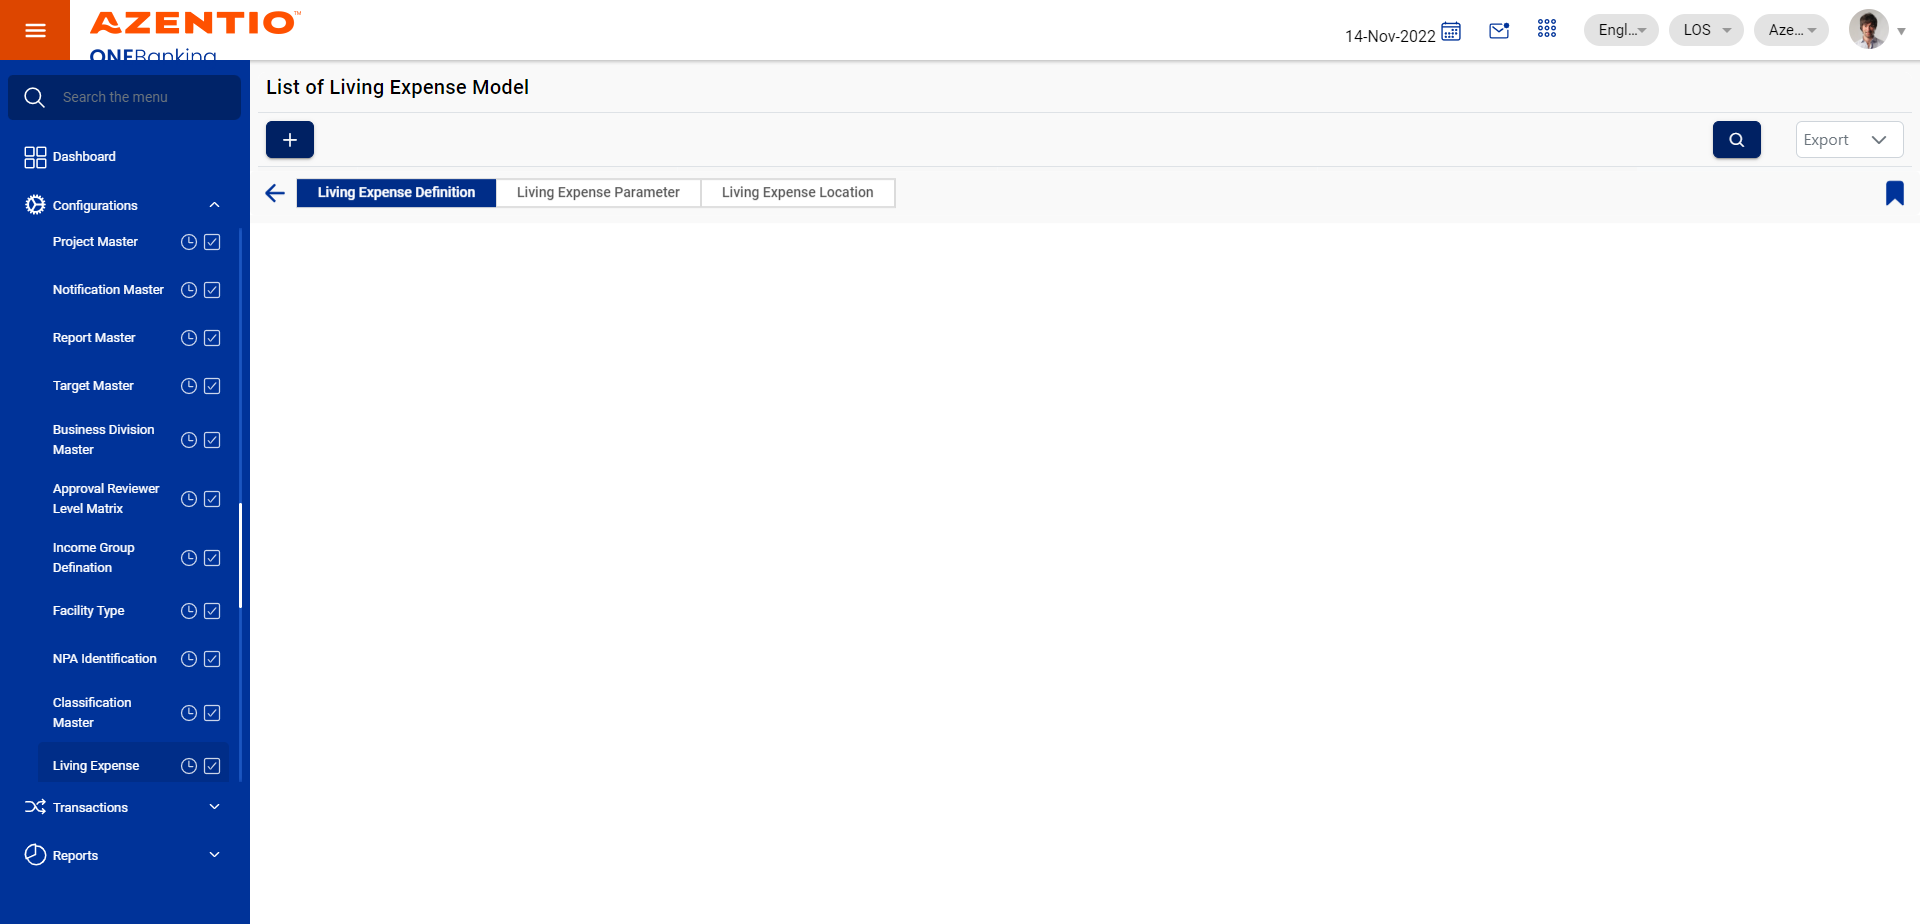 AZENTIO™
ONEBanking
14-Nov-2022
Engl...
LOS
Aze...
Search the menu
Dashboard
Configurations
Project Master
Notification Master
Report Master
Target Master
Business Division
Master
Approval Reviewer
Level Matrix
Income Group
Defination
Facility Type
NPA Identification
Classification
Master
Living Expense
Transactions
Reports
List of Living Expense Model
Export
Living Expense Definition
Living Expense Parameter
Living Expense Location